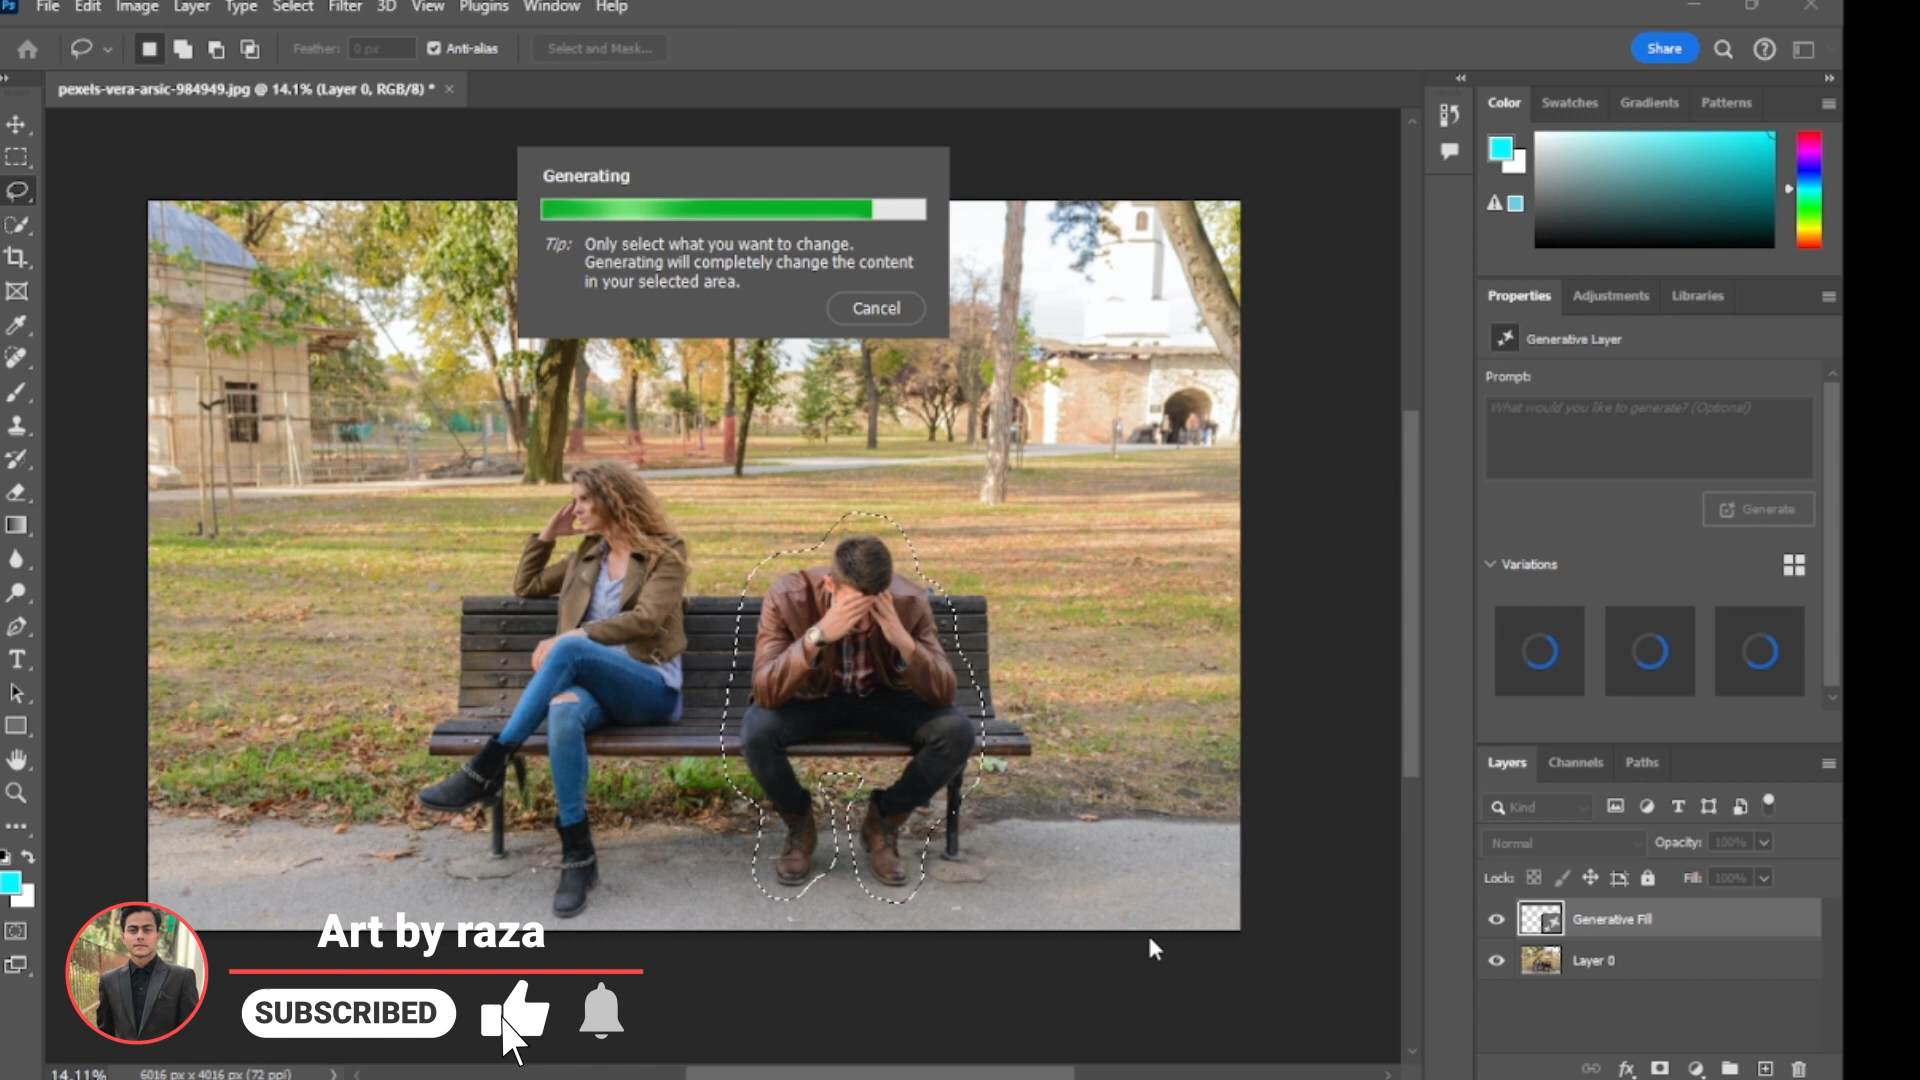 Ps File Edit Image Layer Type Select Filter 3D View Plugins Window Help
Feather: 0 px Anti-alias Select and Mask... Share
pexels-vera-arsic-984949.jpg @ 14.1% (Layer 0, RGB/8) * ×
Color Swatches Gradients Patterns
Generating
Tip: Only select what you want to change.
Generating will completely change the content
in your selected area.
Cancel
Properties Adjustments Libraries
Generative Layer
Prompt:
What would you like to generate? (Optional)
Generate
Variations
Layers Channels Paths
Kind
Normal Opacity: 100%
Lock: Fill: 100%
Generative Fill
Layer 0
Art by raza
SUBSCRIBED
14.11% 6016 px x 4016 px (72 ppi)